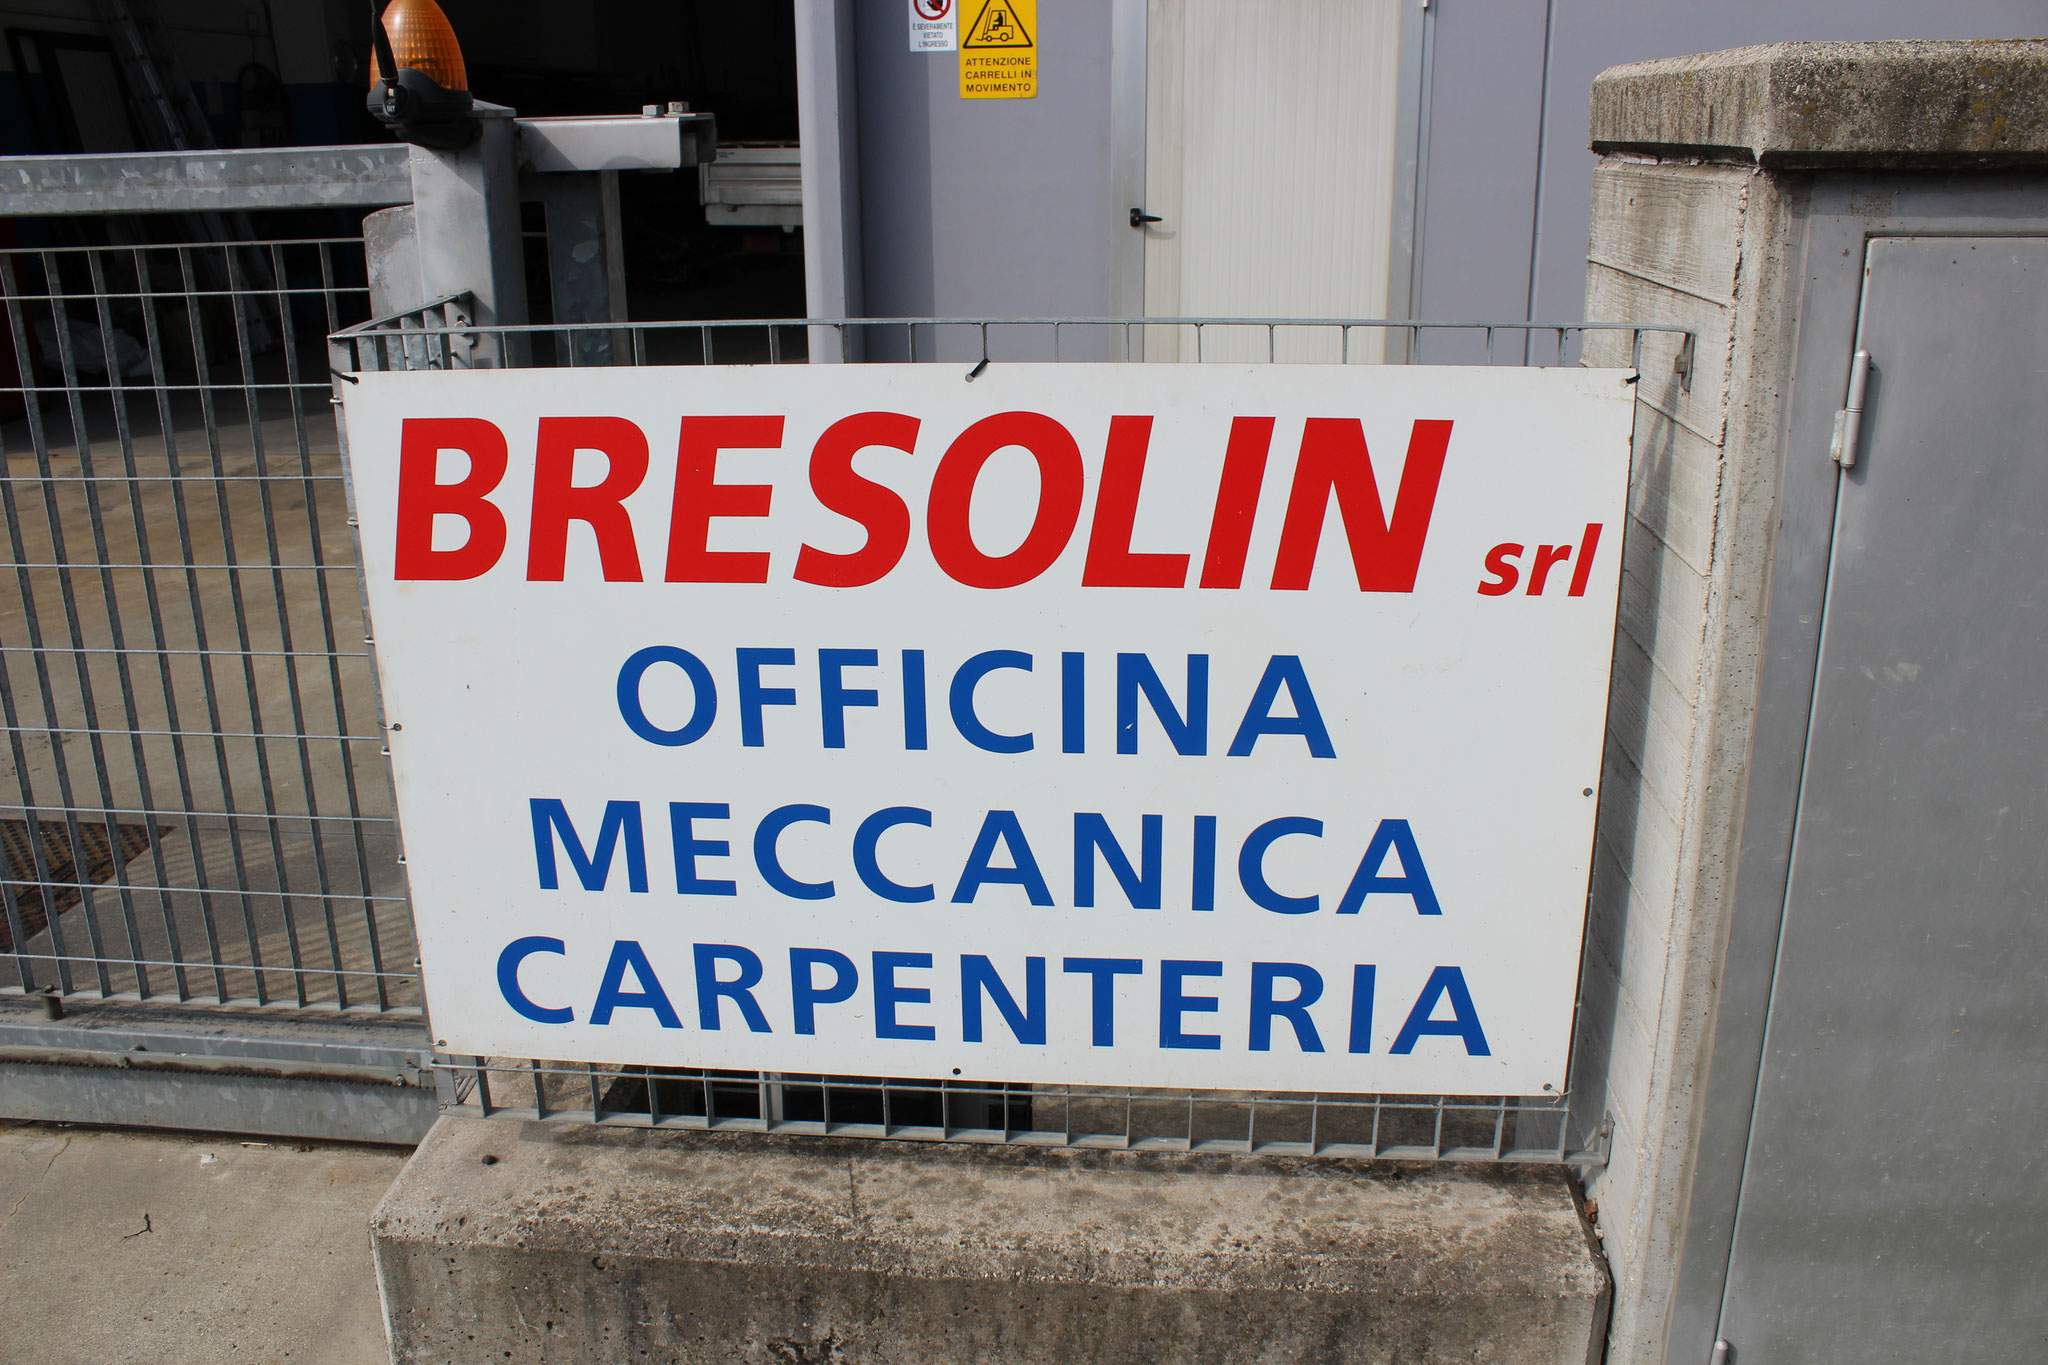 È SEVERAMENTE
VIETATO
L'INGRESSO
ATTENZIONE
CARRELLI IN
MOVIMENTO
BRESOLIN srl
OFFICINA
MECCANICA
CARPENTERIA